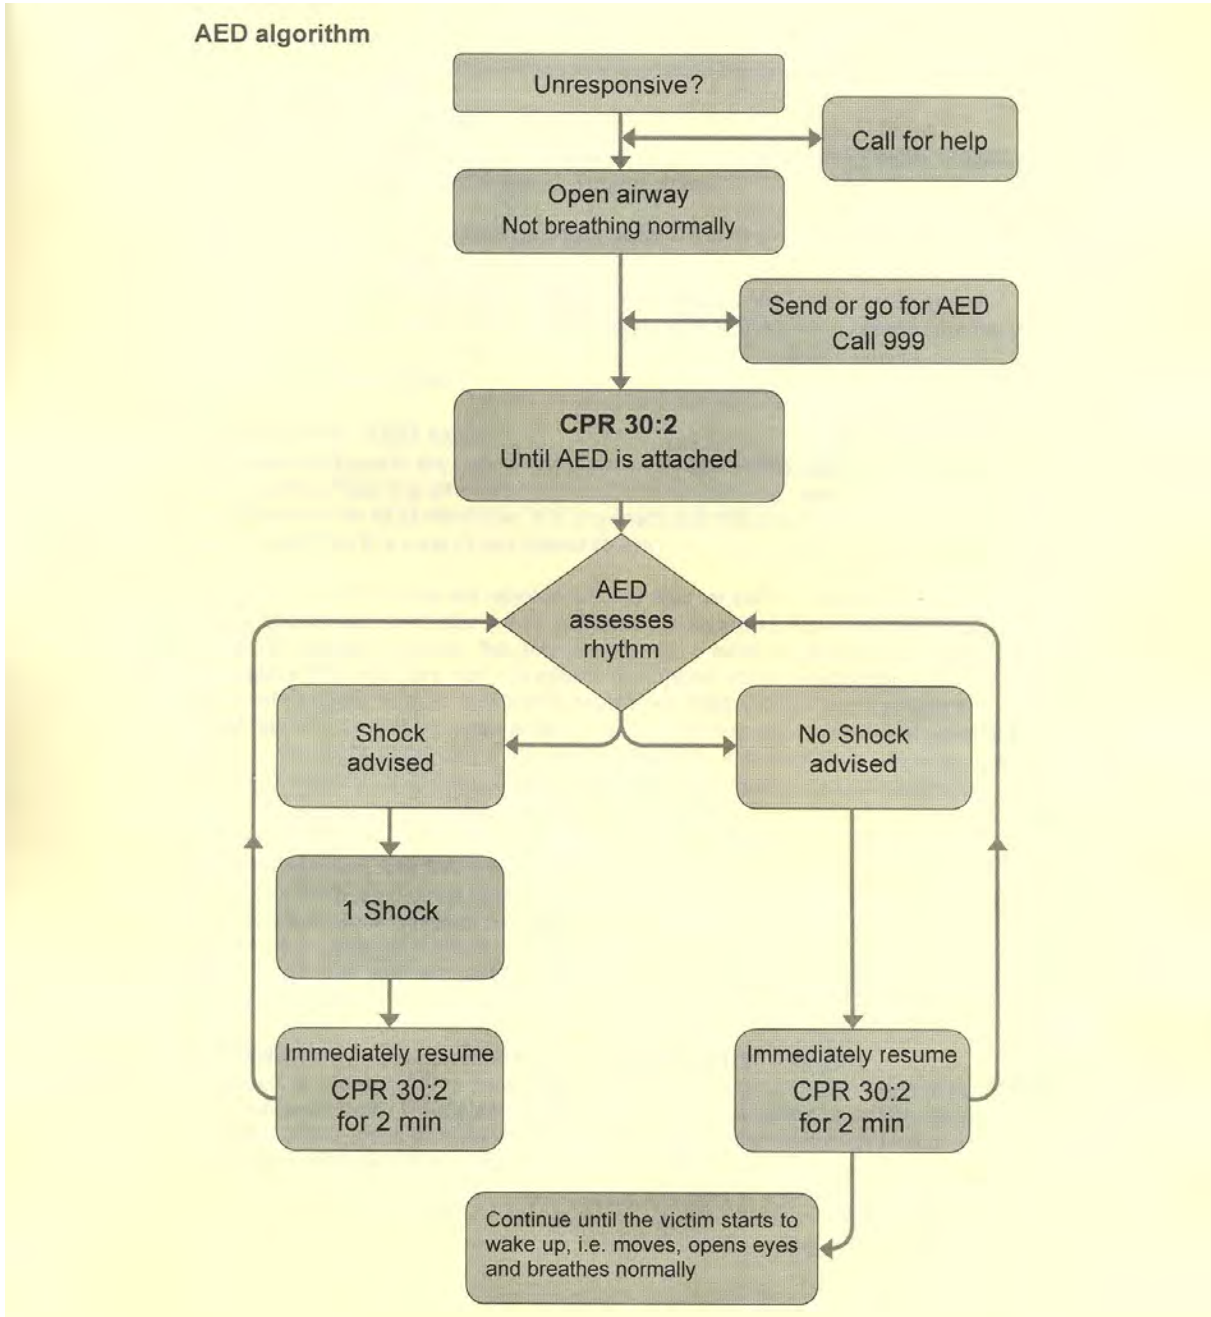 AED algorithm
Unresponsive?
Call for help
Open airway
Not breathing normally
Send or go for AED
Call 999
CPR 30:2
Until AED is attached
AED
assesses
rhythm
Shock
advised
No Shock
advised
1 Shock
Immediately resume
CPR 30:2
for 2 min
Immediately resume
CPR 30:2
for 2 min
Continue until the victim starts to
wake up, i.e. moves, opens eyes
and breathes normally